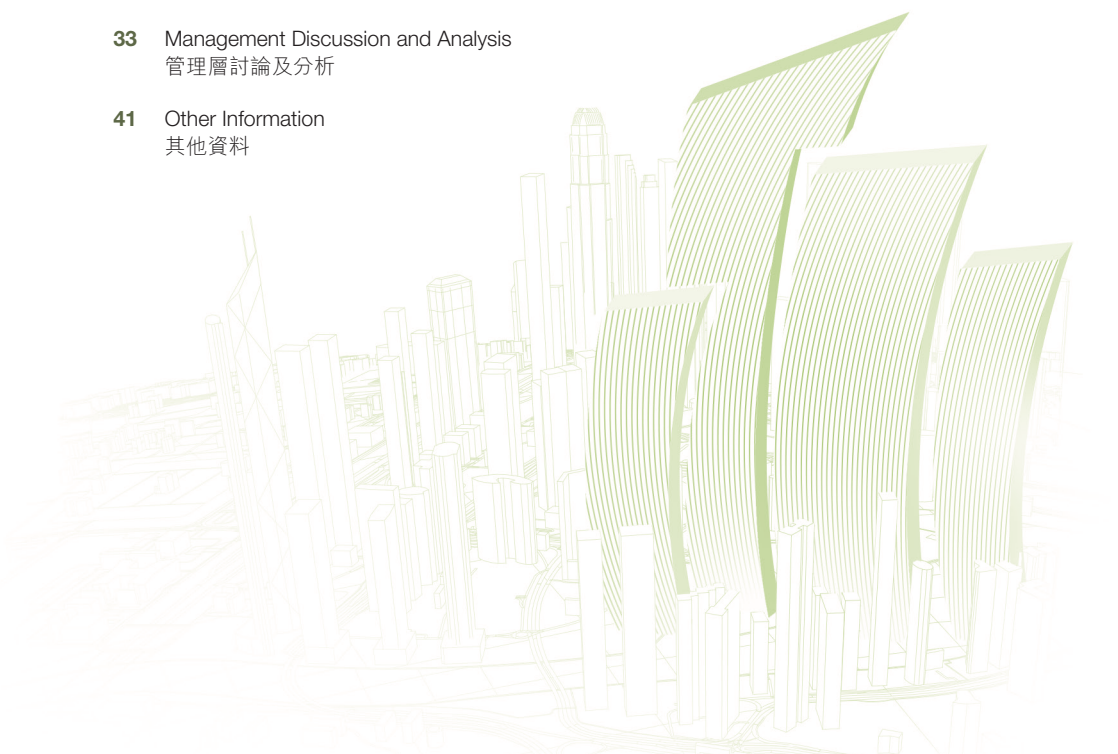 33 Management Discussion and Analysis
管理層討論及分析
41 Other Information
其他資料